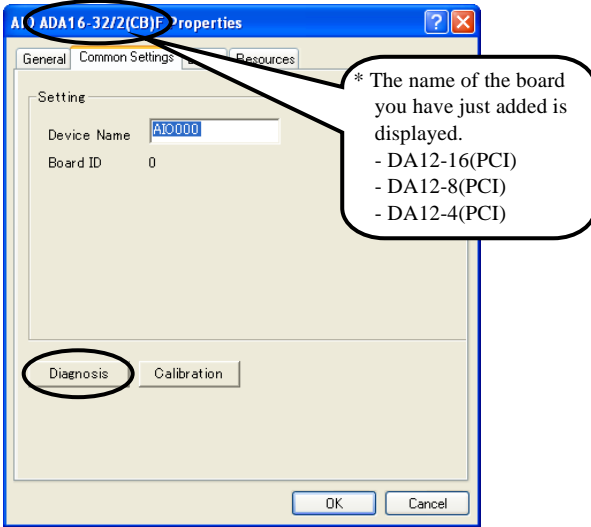 AIO ADA16-32/2(CB)F Properties
General Common Settings Resources
Setting
Device Name AIO000
Board ID 0
Diagnosis Calibration
OK Cancel
* The name of the board
you have just added is
displayed.
- DA12-16(PCI)
- DA12-8(PCI)
- DA12-4(PCI)